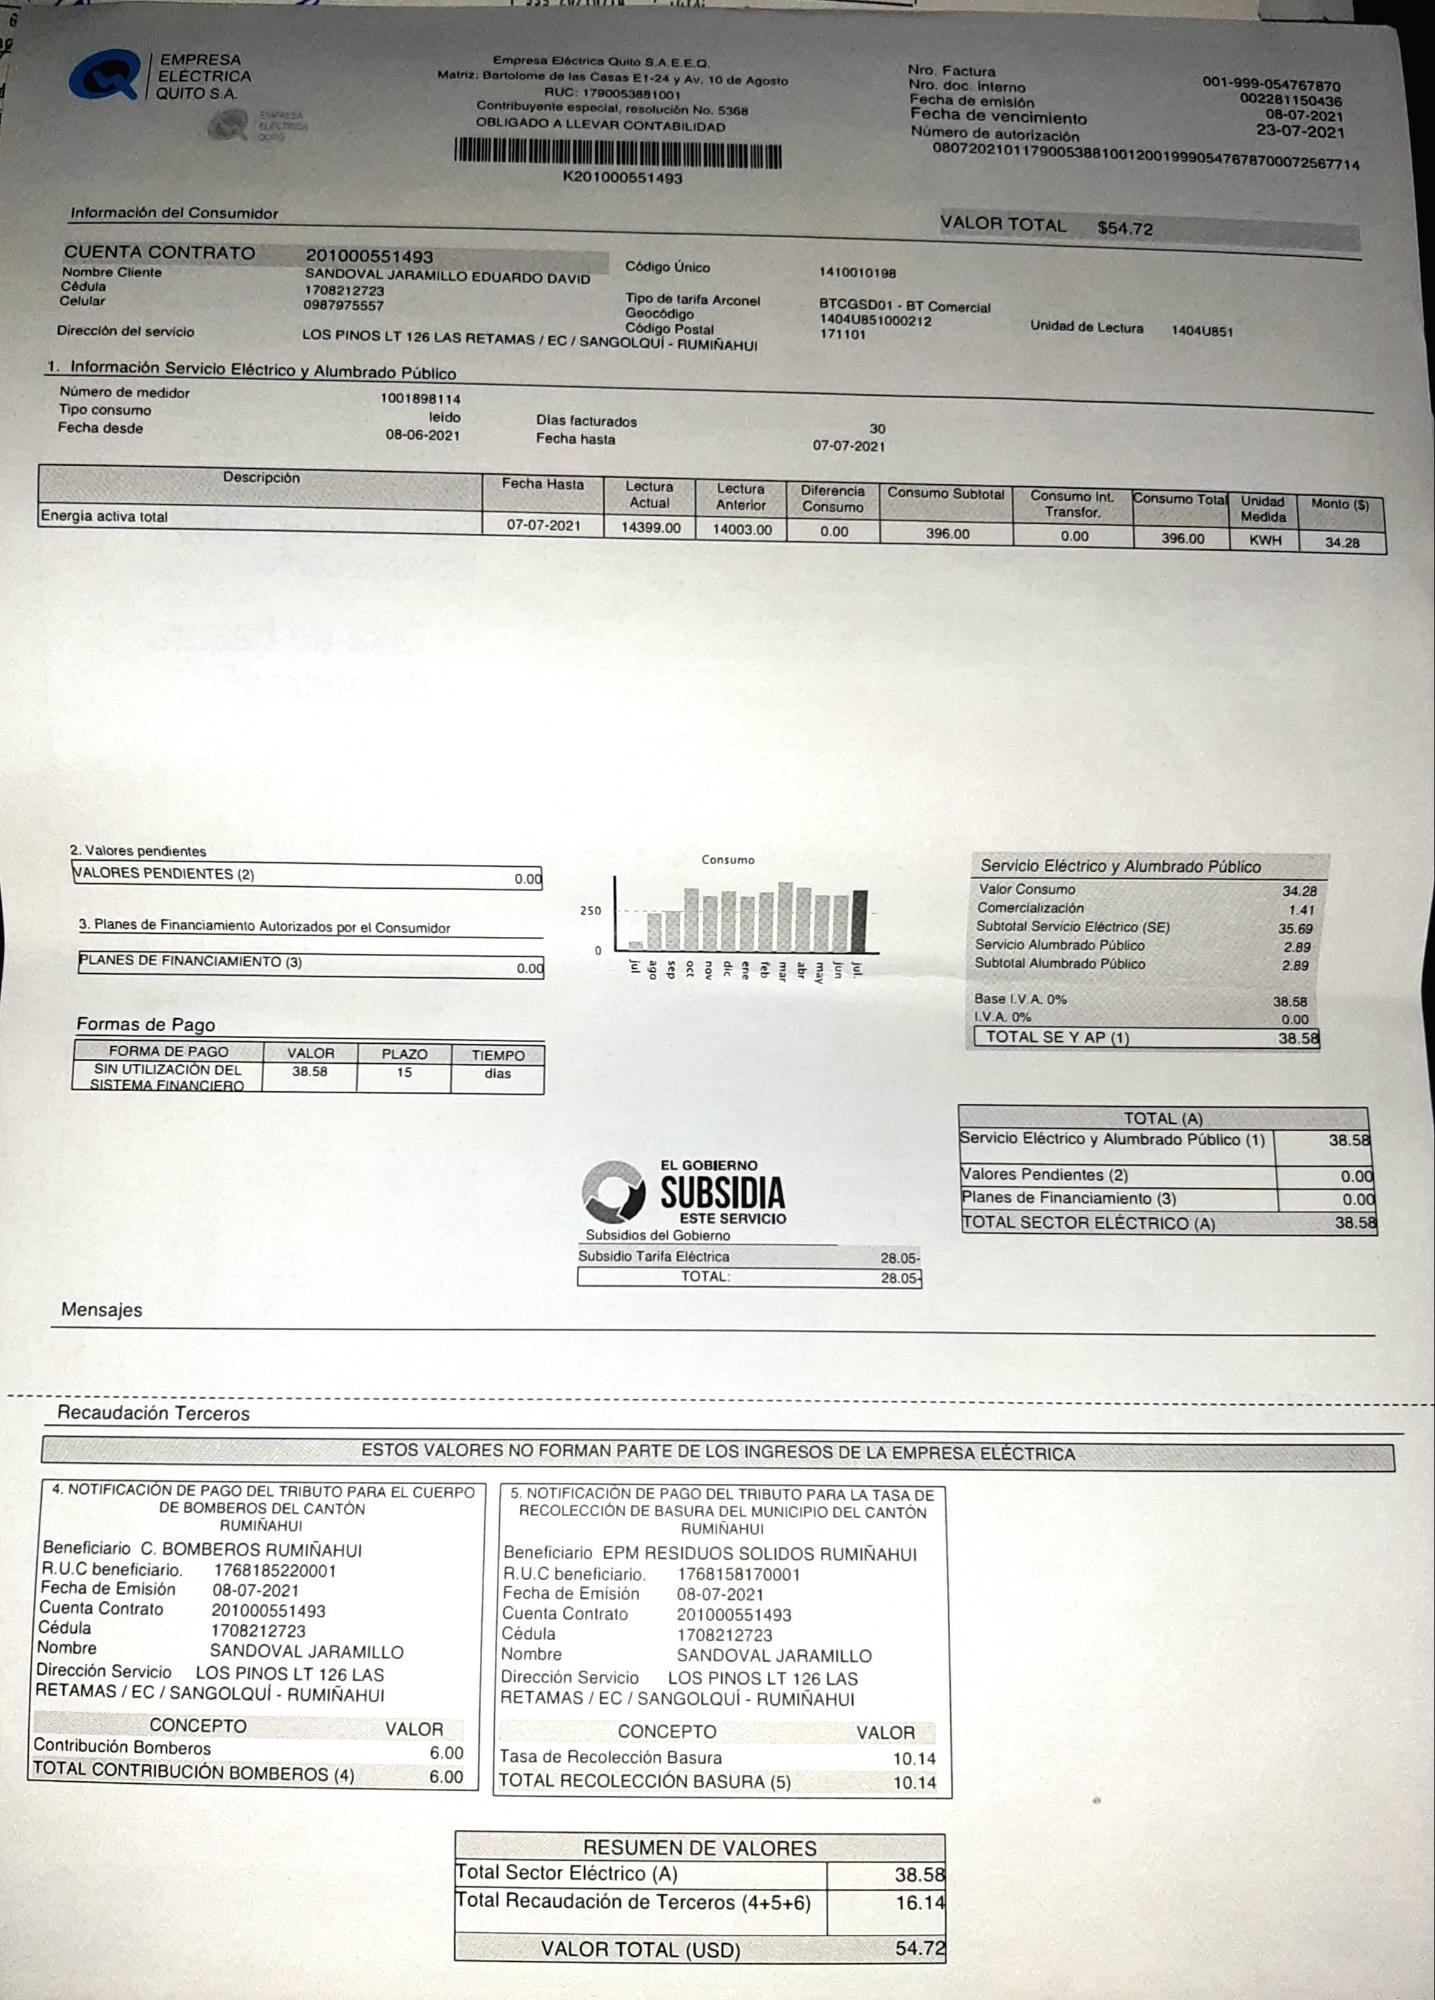 EMPRESA
ELÉCTRICA
QUITO S.A.
EMPRESA
ELÉCTRICA
QUITO
Empresa Eléctrica Quito S.A.E.E.Q.
Matriz: Bartolome de las Casas E1-24 y Av. 10 de Agosto
RUC: 1790053881001
Contribuyente especial, resolución No. 5368
OBLIGADO A LLEVAR CONTABILIDAD
K201000551493
Nro. Factura 001-999-054767870
Nro. doc. interno 002281150436
Fecha de emisión 08-07-2021
Fecha de vencimiento 23-07-2021
Número de autorización
0807202101179005388100120019990547678700072567714
Información del Consumidor
VALOR TOTAL $54.72
CUENTA CONTRATO 201000551493
Nombre Cliente SANDOVAL JARAMILLO EDUARDO DAVID
Cédula 1708212723
Celular 0987975557
Dirección del servicio LOS PINOS LT 126 LAS RETAMAS / EC / SANGOLQUÍ - RUMIÑAHUI
Código Único 1410010198
Tipo de tarifa Arconel BTCGSD01 - BT Comercial
Geocódigo 1404U851000212
Código Postal 171101
Unidad de Lectura 1404U851
1. Información Servicio Eléctrico y Alumbrado Público
Número de medidor 1001898114
Tipo consumo leído
Fecha desde 08-06-2021
Días facturados 30
Fecha hasta 07-07-2021
Descripción Fecha Hasta Lectura Actual Lectura Anterior Diferencia Consumo Consumo Subtotal Consumo Int. Transfor. Consumo Total Unidad Medida Monto ($)
Energía activa total 07-07-2021 14399.00 14003.00 0.00 396.00 0.00 396.00 KWH 34.28
2. Valores pendientes
VALORES PENDIENTES (2) 0.00
3. Planes de Financiamiento Autorizados por el Consumidor
PLANES DE FINANCIAMIENTO (3) 0.00
Formas de Pago
FORMA DE PAGO VALOR PLAZO TIEMPO
SIN UTILIZACIÓN DEL 38.58 15 días
SISTEMA FINANCIERO
Consumo
250
0
jul ago sep oct nov dic ene feb mar abr may jun jul.
Servicio Eléctrico y Alumbrado Público
Valor Consumo 34.28
Comercialización 1.41
Subtotal Servicio Eléctrico (SE) 35.69
Servicio Alumbrado Público 2.89
Subtotal Alumbrado Público 2.89
Base I.V.A. 0% 38.58
I.V.A. 0% 0.00
TOTAL SE Y AP (1) 38.58
TOTAL (A)
Servicio Eléctrico y Alumbrado Público (1) 38.58
Valores Pendientes (2) 0.00
Planes de Financiamiento (3) 0.00
TOTAL SECTOR ELÉCTRICO (A) 38.58
EL GOBIERNO
SUBSIDIA
ESTE SERVICIO
Subsidios del Gobierno
Subsidio Tarifa Eléctrica 28.05-
TOTAL: 28.05-
Mensajes
Recaudación Terceros
ESTOS VALORES NO FORMAN PARTE DE LOS INGRESOS DE LA EMPRESA ELÉCTRICA
4. NOTIFICACIÓN DE PAGO DEL TRIBUTO PARA EL CUERPO
DE BOMBEROS DEL CANTÓN
RUMIÑAHUI
Beneficiario C. BOMBEROS RUMIÑAHUI
R.U.C beneficiario. 1768185220001
Fecha de Emisión 08-07-2021
Cuenta Contrato 201000551493
Cédula 1708212723
Nombre SANDOVAL JARAMILLO
Dirección Servicio LOS PINOS LT 126 LAS
RETAMAS / EC / SANGOLQUÍ - RUMIÑAHUI
CONCEPTO VALOR
Contribución Bomberos 6.00
TOTAL CONTRIBUCIÓN BOMBEROS (4) 6.00
5. NOTIFICACIÓN DE PAGO DEL TRIBUTO PARA LA TASA DE
RECOLECCIÓN DE BASURA DEL MUNICIPIO DEL CANTÓN
RUMIÑAHUI
Beneficiario EPM RESIDUOS SOLIDOS RUMIÑAHUI
R.U.C beneficiario. 1768158170001
Fecha de Emisión 08-07-2021
Cuenta Contrato 201000551493
Cédula 1708212723
Nombre SANDOVAL JARAMILLO
Dirección Servicio LOS PINOS LT 126 LAS
RETAMAS / EC / SANGOLQUÍ - RUMIÑAHUI
CONCEPTO VALOR
Tasa de Recolección Basura 10.14
TOTAL RECOLECCIÓN BASURA (5) 10.14
RESUMEN DE VALORES
Total Sector Eléctrico (A) 38.58
Total Recaudación de Terceros (4+5+6) 16.14
VALOR TOTAL (USD) 54.72